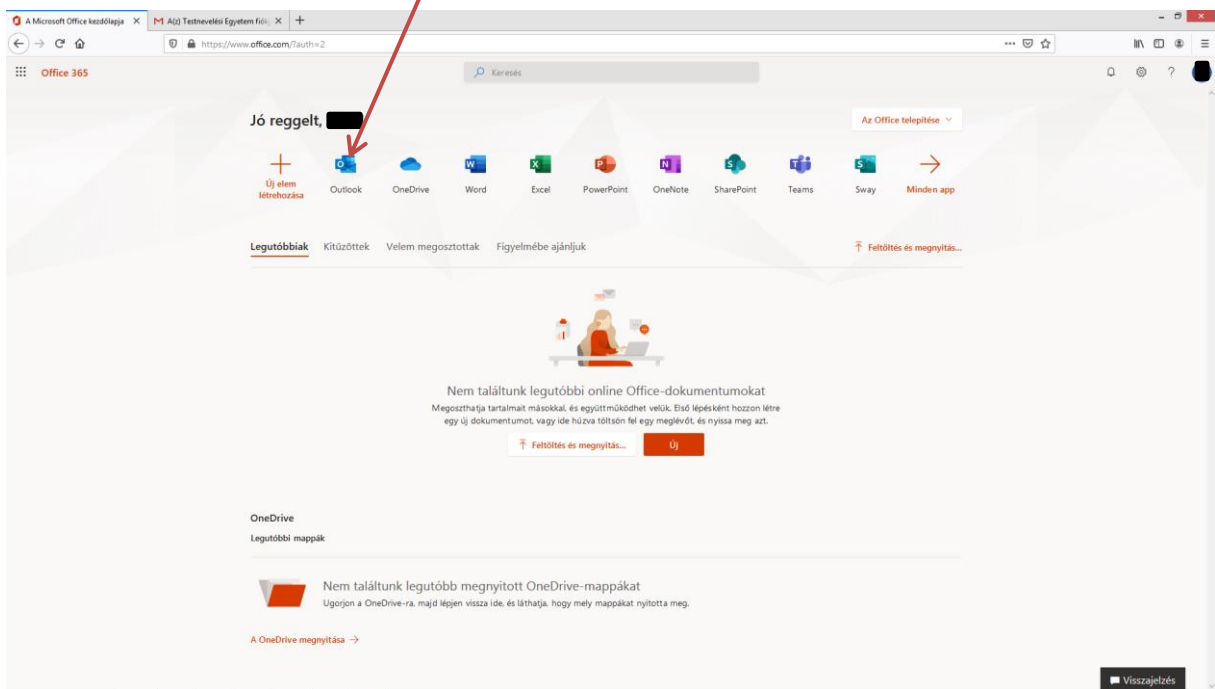 A Microsoft Office kezdőlapja
A(z) Testnevelési Egyetem fiók
https://www.office.com/?auth=2
Office 365
Keresés
Jó reggelt,
Az Office telepítése
Új elem
létrehozása
Outlook
OneDrive
Word
Excel
PowerPoint
OneNote
SharePoint
Teams
Sway
Minden app
Legutóbbiak
Kitűzöttek
Velem megosztottak
Figyelmébe ajánljuk
Feltöltés és megnyitás...
Nem találtunk legutóbbi online Office-dokumentumokat
Megoszthatja tartalmait másokkal, és együttműködhet velük. Első lépésként hozzon létre
egy új dokumentumot, vagy ide húzva töltsön fel egy meglévőt, és nyissa meg azt.
Feltöltés és megnyitás...
Új
OneDrive
Legutóbbi mappák
Nem találtunk legutóbb megnyitott OneDrive-mappákat
Ugorjon a OneDrive-ra, majd lépjen vissza ide, és láthatja, hogy mely mappákat nyitotta meg.
A OneDrive megnyitása
Visszajelzés